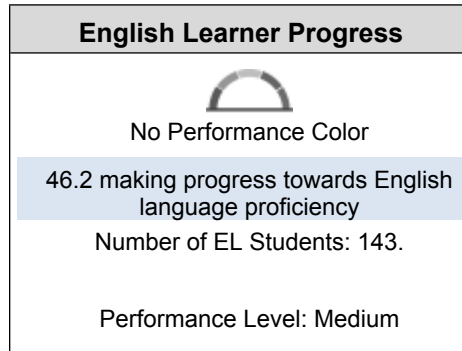 English Learner Progress
No Performance Color
46.2 making progress towards English
language proficiency
Number of EL Students: 143.
Performance Level: Medium